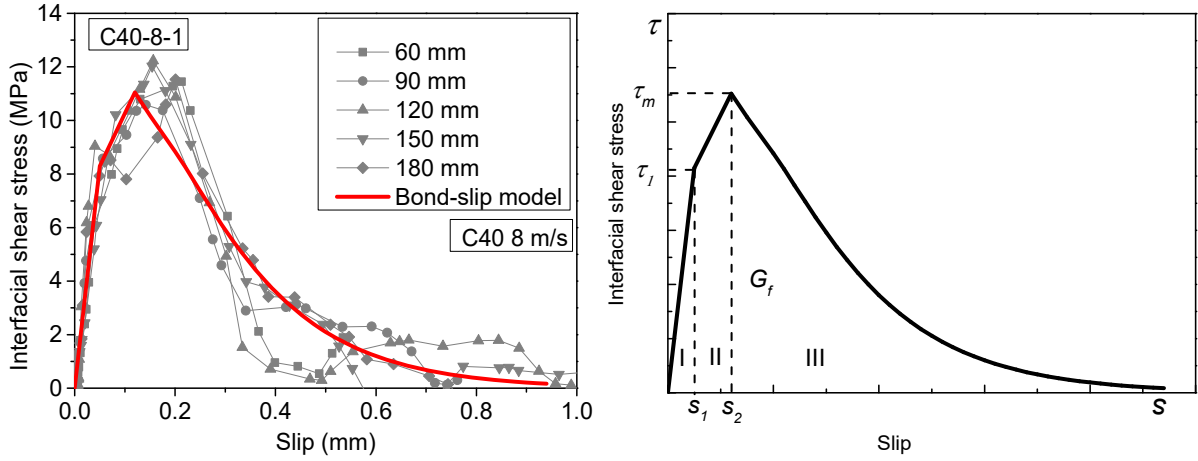 C40-8-1
60 mm
90 mm
120 mm
150 mm
180 mm
Bond-slip model
C40 8 m/s
Interfacial shear stress (MPa)
14
12
10
8
6
4
2
0
0.0 0.2 0.4 0.6 0.8 1.0
Slip (mm)
τ
τm
τ1
Interfacial shear stress
Gf
I II III
s1 s2 s
Slip